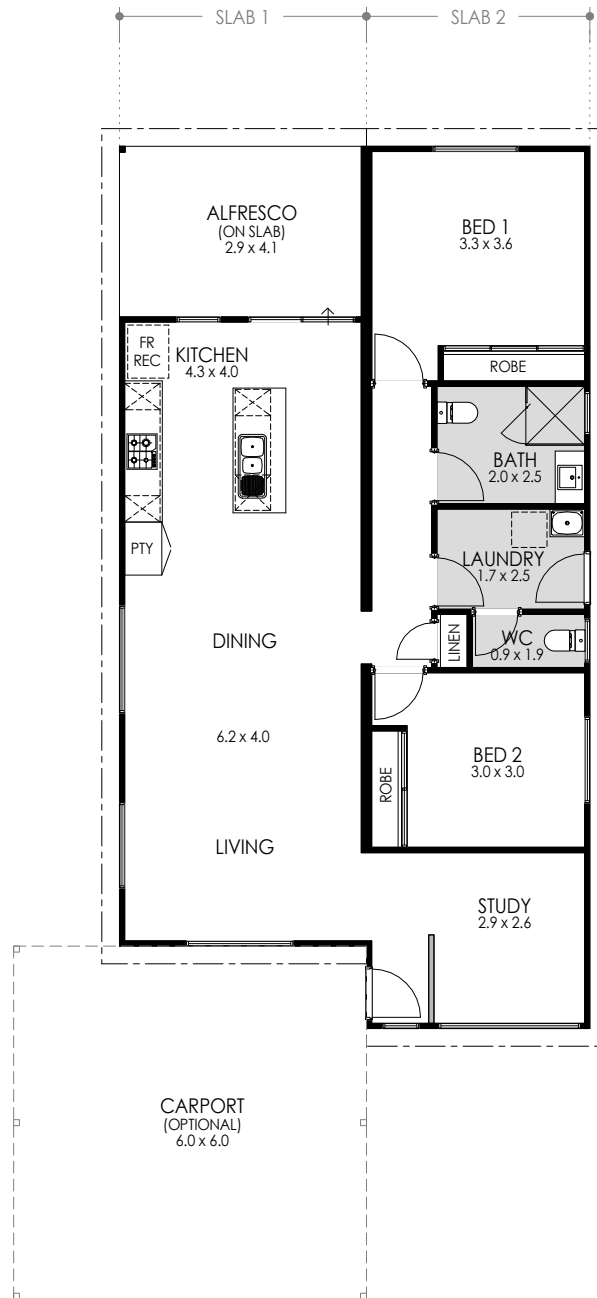 SLAB 1
SLAB 2
ALFRESCO
(ON SLAB)
2.9 x 4.1
BED 1
3.3 x 3.6
FR
REC
KITCHEN
4.3 x 4.0
ROBE
BATH
2.0 x 2.5
PTY
LAUNDRY
1.7 x 2.5
DINING
LINEN
WC
0.9 x 1.9
6.2 x 4.0
BED 2
3.0 x 3.0
ROBE
LIVING
STUDY
2.9 x 2.6
CARPORT
(OPTIONAL)
6.0 x 6.0